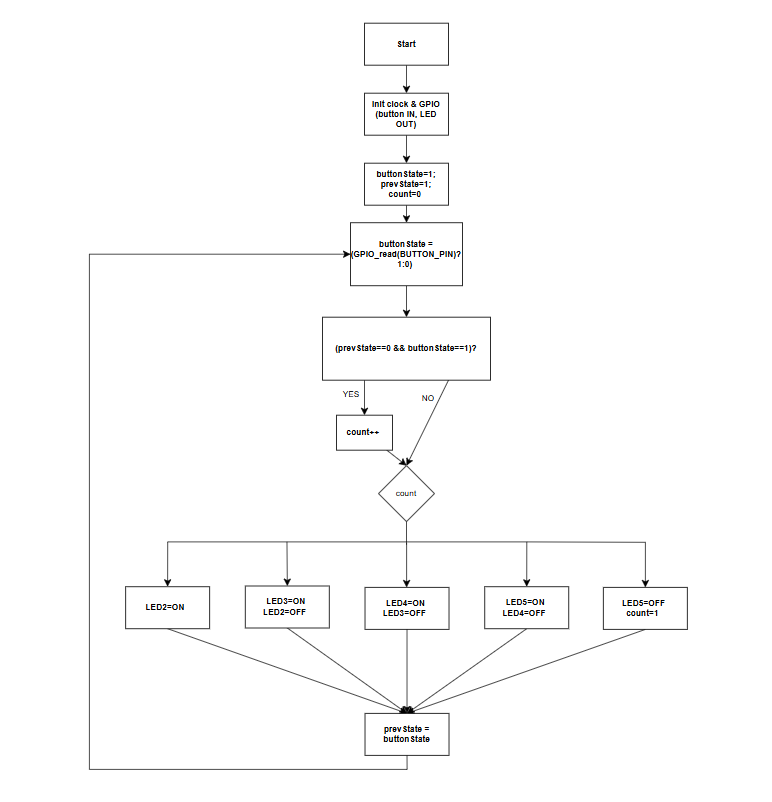 Start
Init clock & GPIO
(button IN, LED
OUT)
buttonState=1;
prevState=1;
count=0
buttonState =
(GPIO_read(BUTTON_PIN)?
1:0)
(prevState==0 && buttonState==1)?
YES
NO
count++
count
LED2=ON
LED3=ON
LED2=OFF
LED4=ON
LED3=OFF
LED5=ON
LED4=OFF
LED5=OFF
count=1
prevState =
buttonState